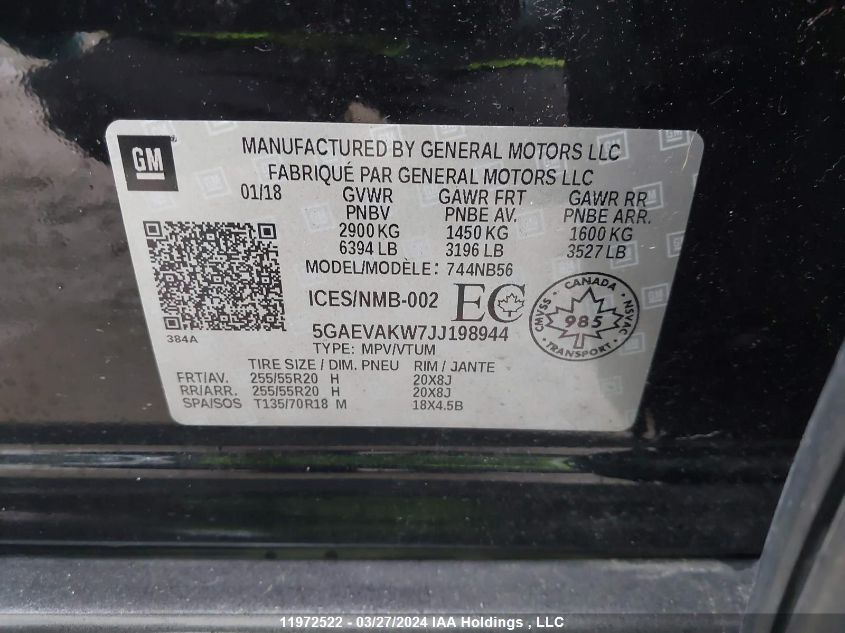 GM
MANUFACTURED BY GENERAL MOTORS LLC
FABRIQUÉ PAR GENERAL MOTORS LLC
01/18 GVWR GAWR FRT GAWR RR
PNBV PNBE AV. PNBE ARR.
2900 KG 1450 KG 1600 KG
6394 LB 3196 LB 3527 LB
MODEL/MODÈLE: 744NB56
ICES/NMB-002 EC
5GAEVAKW7JJ198944
CANADA
CMVSS 985 NSVAC
TRANSPORT
384A
TYPE: MPV/VTUM
TIRE SIZE / DIM. PNEU RIM / JANTE
FRT/AV. 255/55R20 H 20X8J
RR/ARR. 255/55R20 H 20X8J
SPA/SOS T135/70R18 M 18X4.5B
11972522 - 03/27/2024 IAA Holdings , LLC